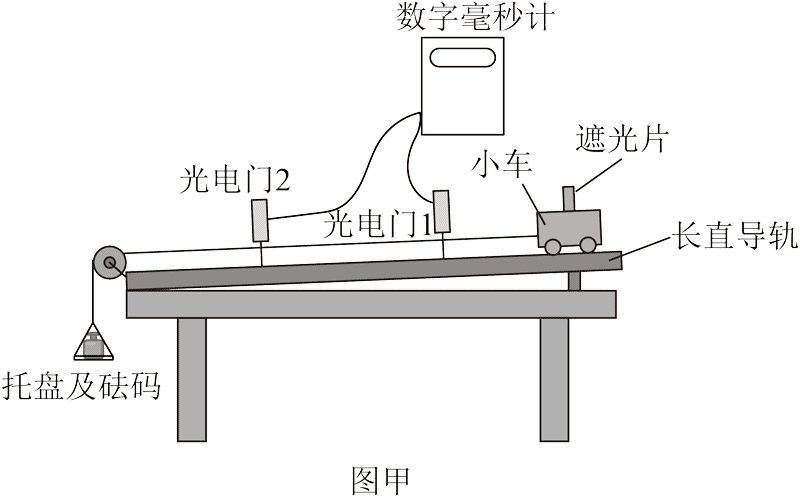 数字毫秒计
遮光片
小车
光电门2
光电门1
长直导轨
托盘及砝码
图甲